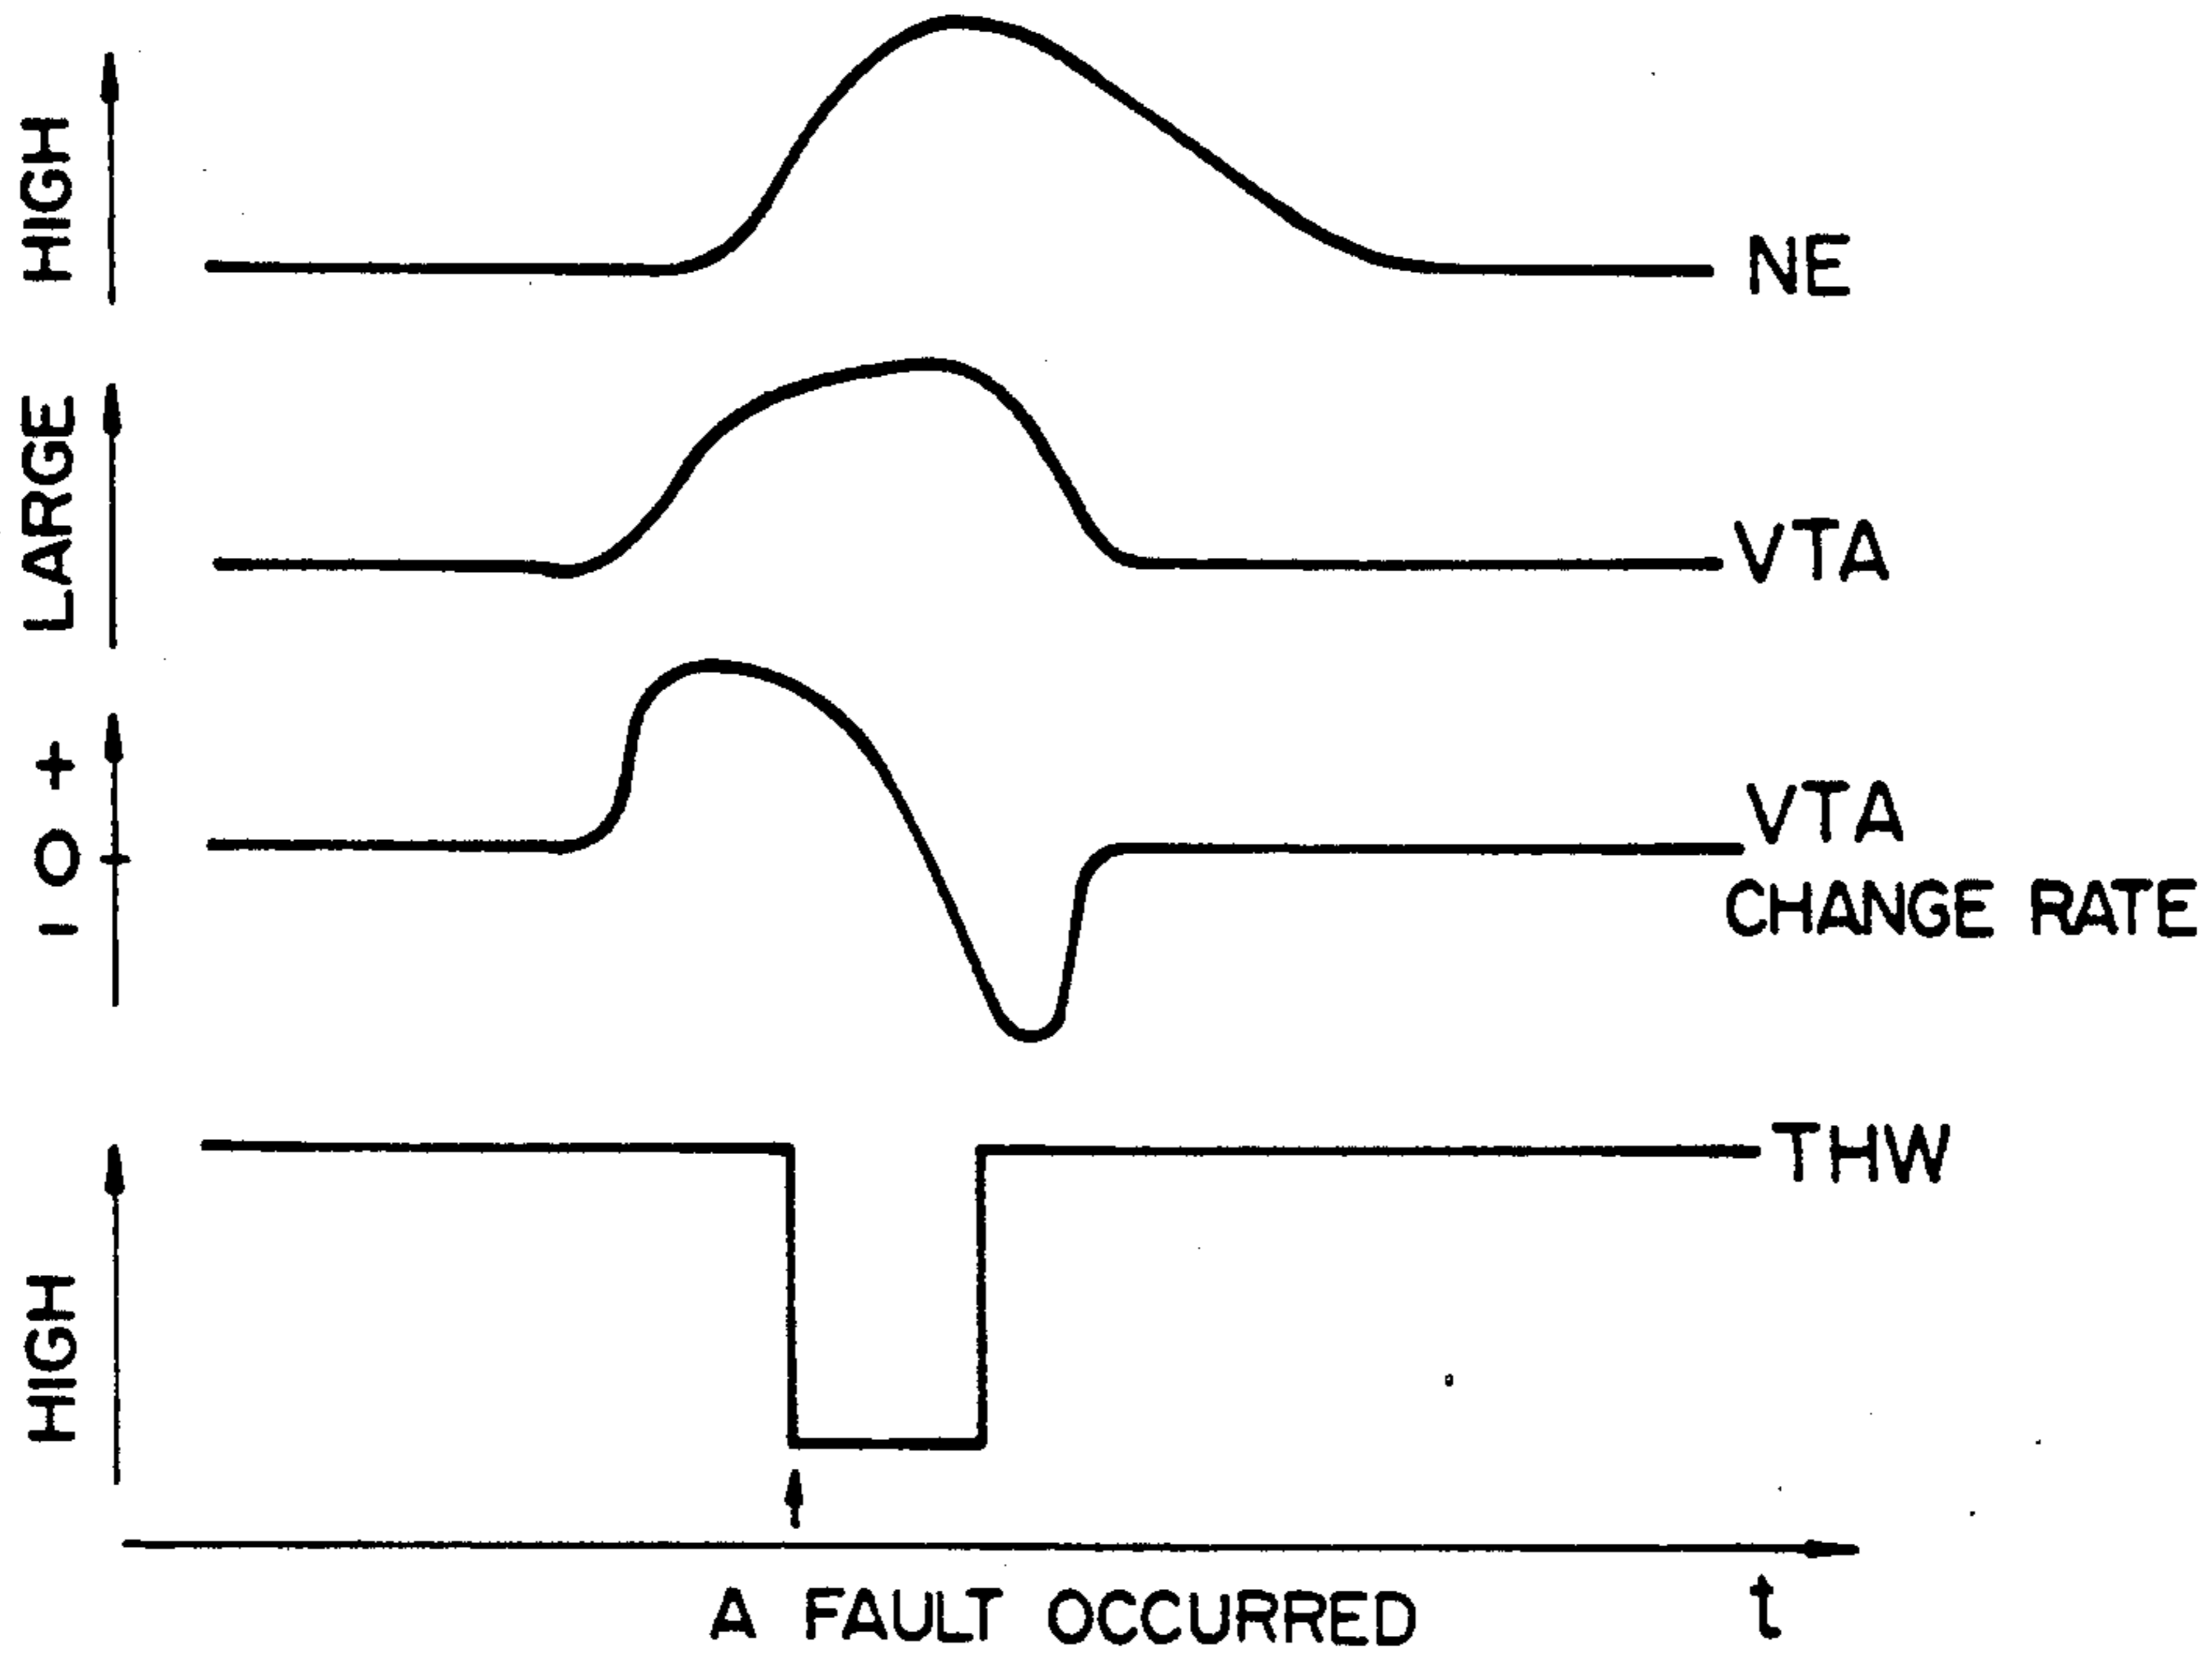 HIGH
NE
LARGE
VTA
- 0 +
VTA
CHANGE RATE
HIGH
THW
A FAULT OCCURRED
t